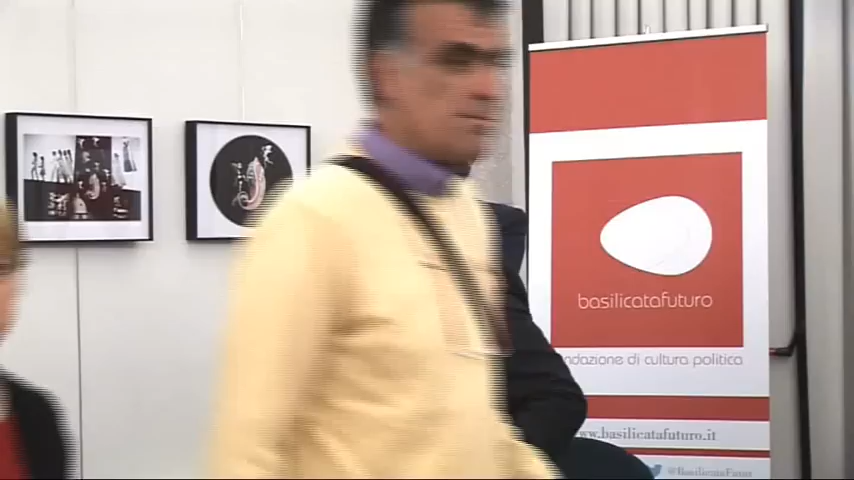 basilicatafuturo
ndazione di cultura politica
www.basilicatafuturo.it